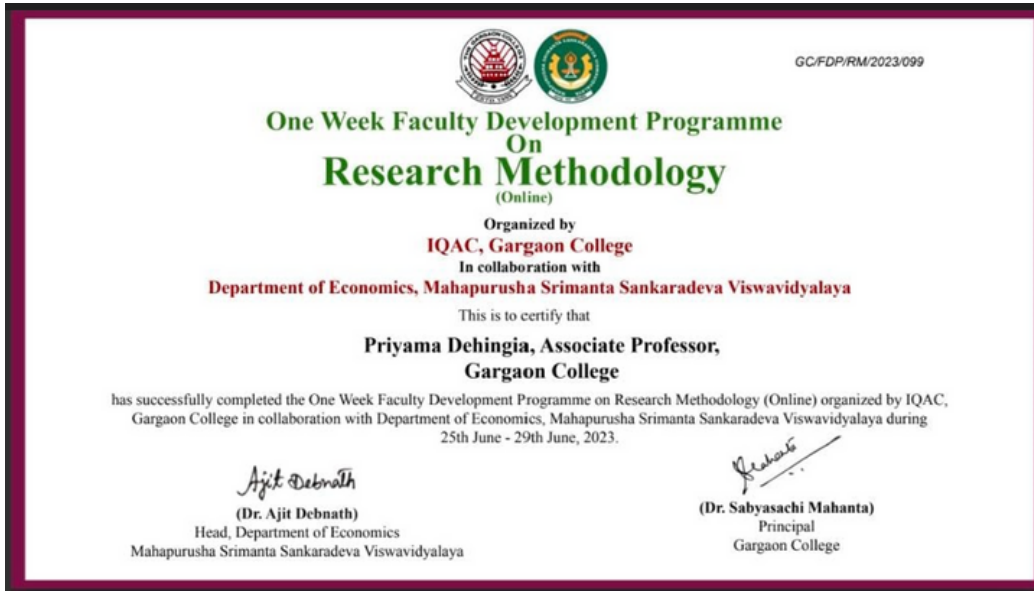 GC/FDP/RM/2023/099
One Week Faculty Development Programme
On
Research Methodology
(Online)
Organized by
IQAC, Gargaon College
In collaboration with
Department of Economics, Mahapurusha Srimanta Sankaradeva Viswavidyalaya
This is to certify that
Priyama Dehingia, Associate Professor,
Gargaon College
has successfully completed the One Week Faculty Development Programme on Research Methodology (Online) organized by IQAC,
Gargaon College in collaboration with Department of Economics, Mahapurusha Srimanta Sankaradeva Viswavidyalaya during
25th June - 29th June, 2023.
Ajit Debnath
(Dr. Ajit Debnath)
Head, Department of Economics
Mahapurusha Srimanta Sankaradeva Viswavidyalaya
(Dr. Sabyasachi Mahanta)
Principal
Gargaon College